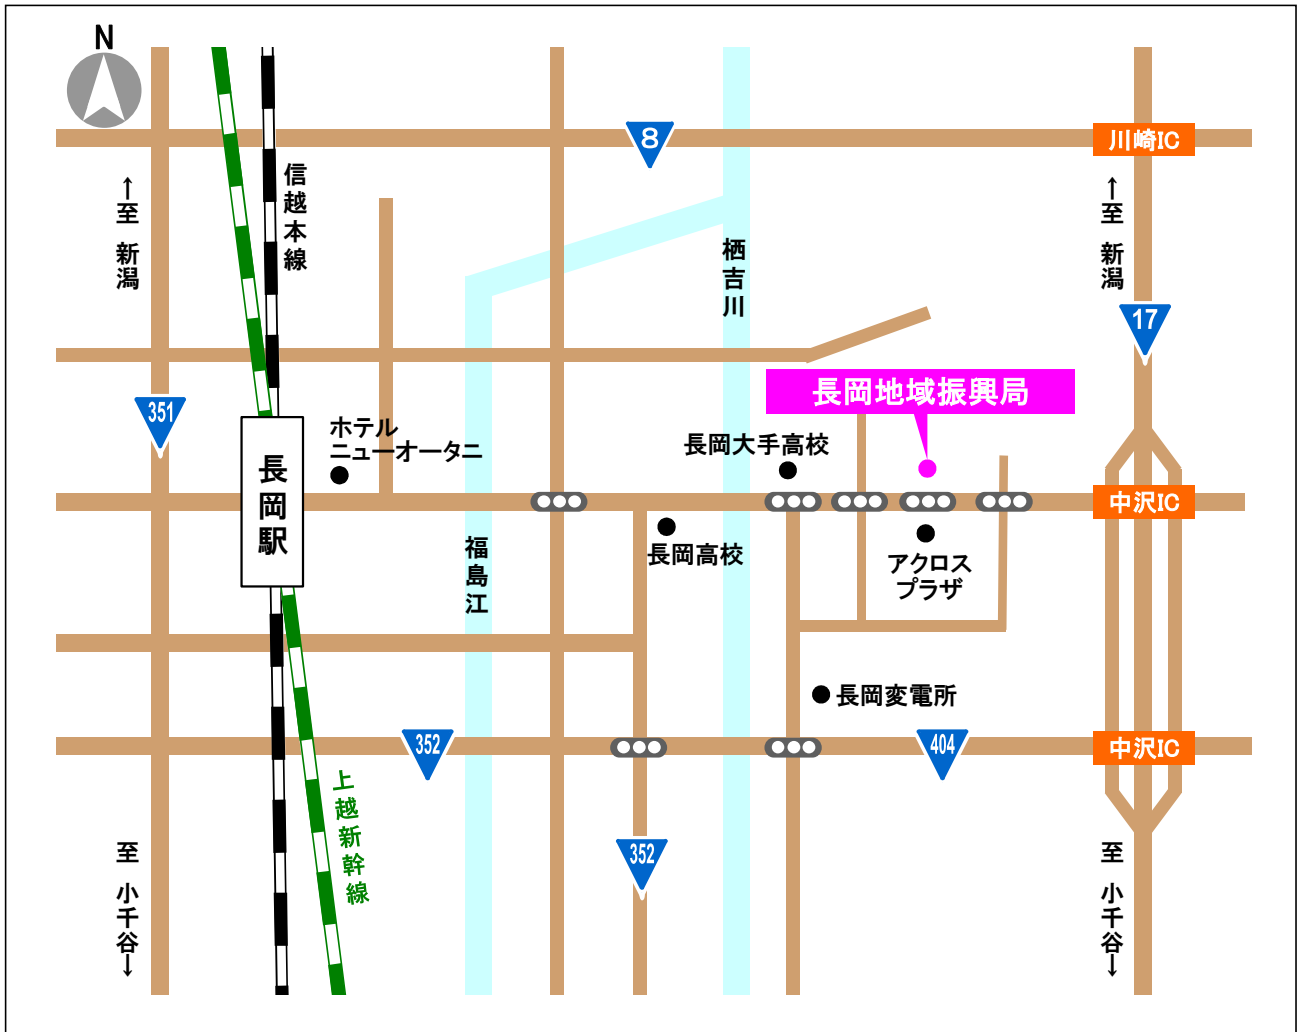 N
8
川崎IC
信越本線
←至 新潟
←至 新潟
栖吉川
17
長岡地域振興局
351
ホテル
ニューオータニ
長岡大手高校
長岡駅
中沢IC
長岡高校
福島江
アクロス
プラザ
長岡変電所
352
404
中沢IC
上越新幹線
352
至 小千谷→
至 小千谷→